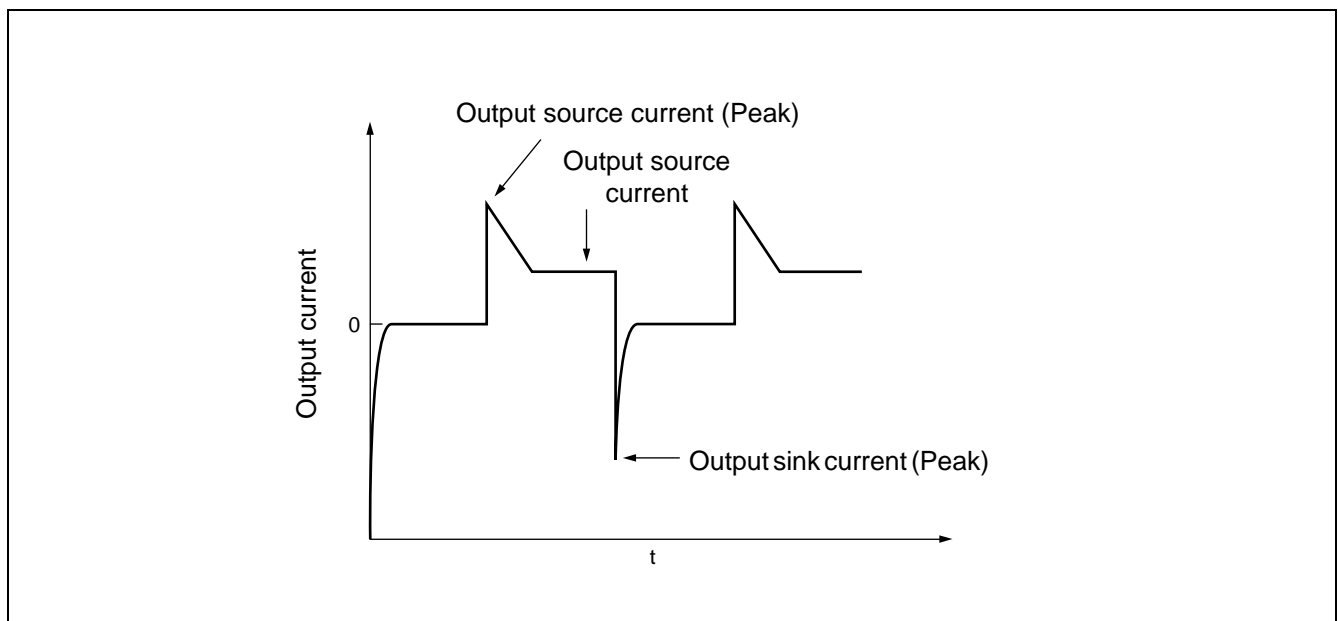 Output source current (Peak)
Output source
current
Output current
0
Output sink current (Peak)
t